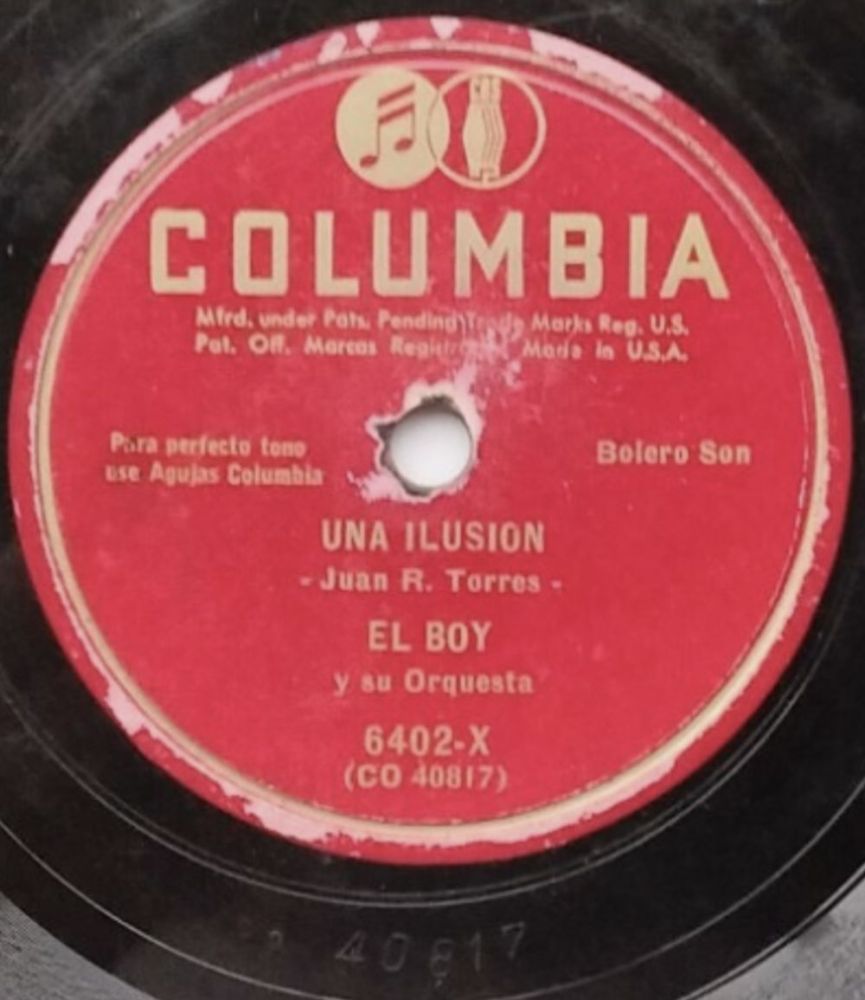 CBS
COLUMBIA
Mfrd. under Pats. Pending Trade Marks Reg. U.S.
Pat. Off. Marcas Made in U.S.A.
Para perfecto tono
use Agujas Columbia
Bolero Son
UNA ILUSION
- Juan R. Torres -
EL BOY
y su Orquesta
6402-X
(CO 40817)
40817